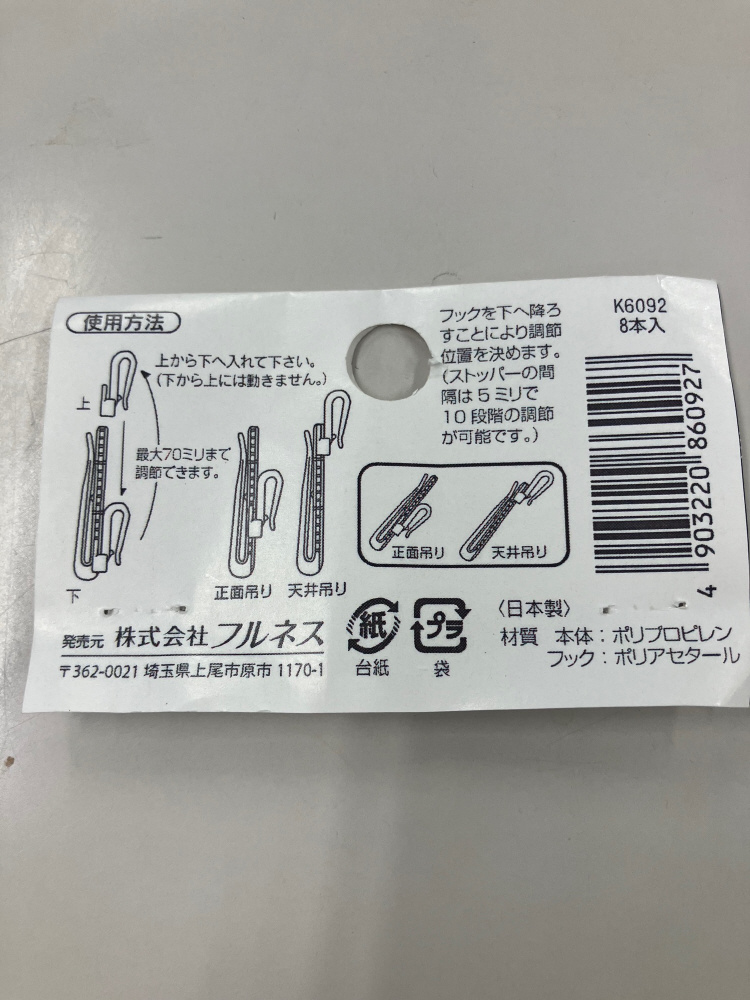 使用方法
上から下へ入れて下さい。
(下から上には動きません。)
上
最大70ミリまで
調節できます。
下
正面吊り
天井吊り
フックを下へ降ろ
すことにより調節
位置を決めます。
(ストッパーの間
隔は5ミリで
10段階の調節
が可能です。)
正面吊り
天井吊り
K6092
8本入
4 903220 860927
発売元 株式会社フルネス
〒362-0021 埼玉県上尾市原市1170-1
紙
台紙
プラ
袋
〈日本製〉
材質 本体:ポリプロピレン
フック:ポリアセタール